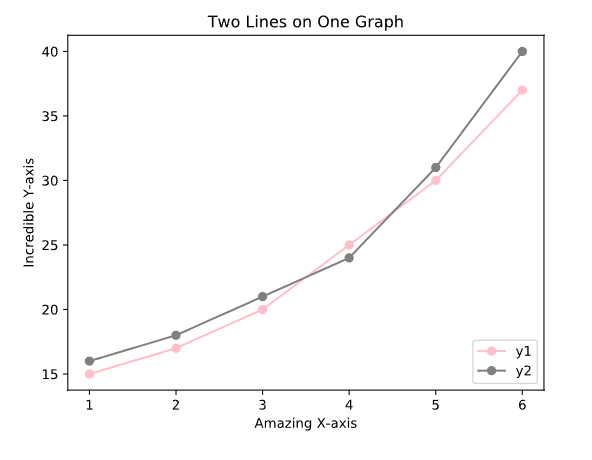 Two Lines on One Graph
40
35
30
25
20
15
Incredible Y-axis
1 2 3 4 5 6
Amazing X-axis
y1
y2